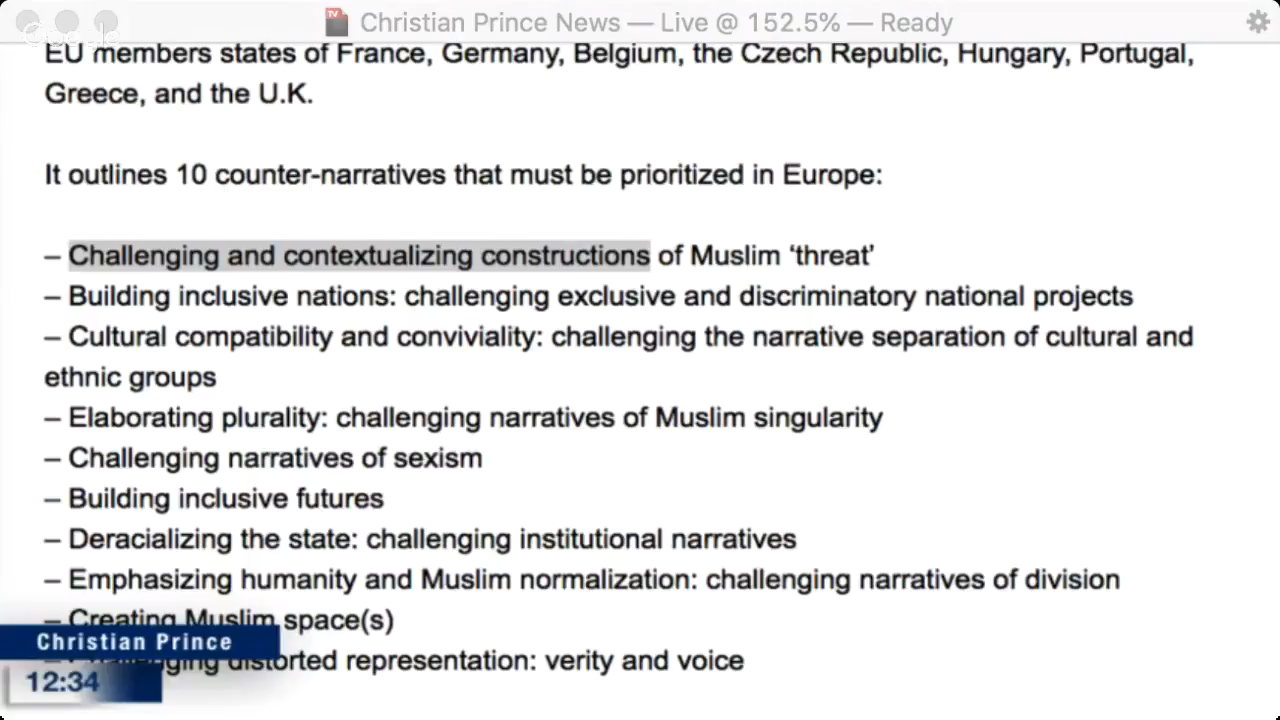 Christian Prince News — Live @ 152.5% — Ready
TV
Google
EU members states of France, Germany, Belgium, the Czech Republic, Hungary, Portugal,
Greece, and the U.K.
It outlines 10 counter-narratives that must be prioritized in Europe:
– Challenging and contextualizing constructions of Muslim ‘threat’
– Building inclusive nations: challenging exclusive and discriminatory national projects
– Cultural compatibility and conviviality: challenging the narrative separation of cultural and
ethnic groups
– Elaborating plurality: challenging narratives of Muslim singularity
– Challenging narratives of sexism
– Building inclusive futures
– Deracializing the state: challenging institutional narratives
– Emphasizing humanity and Muslim normalization: challenging narratives of division
– Creating Muslim space(s)
Christian Prince
– Challenging distorted representation: verity and voice
12:34